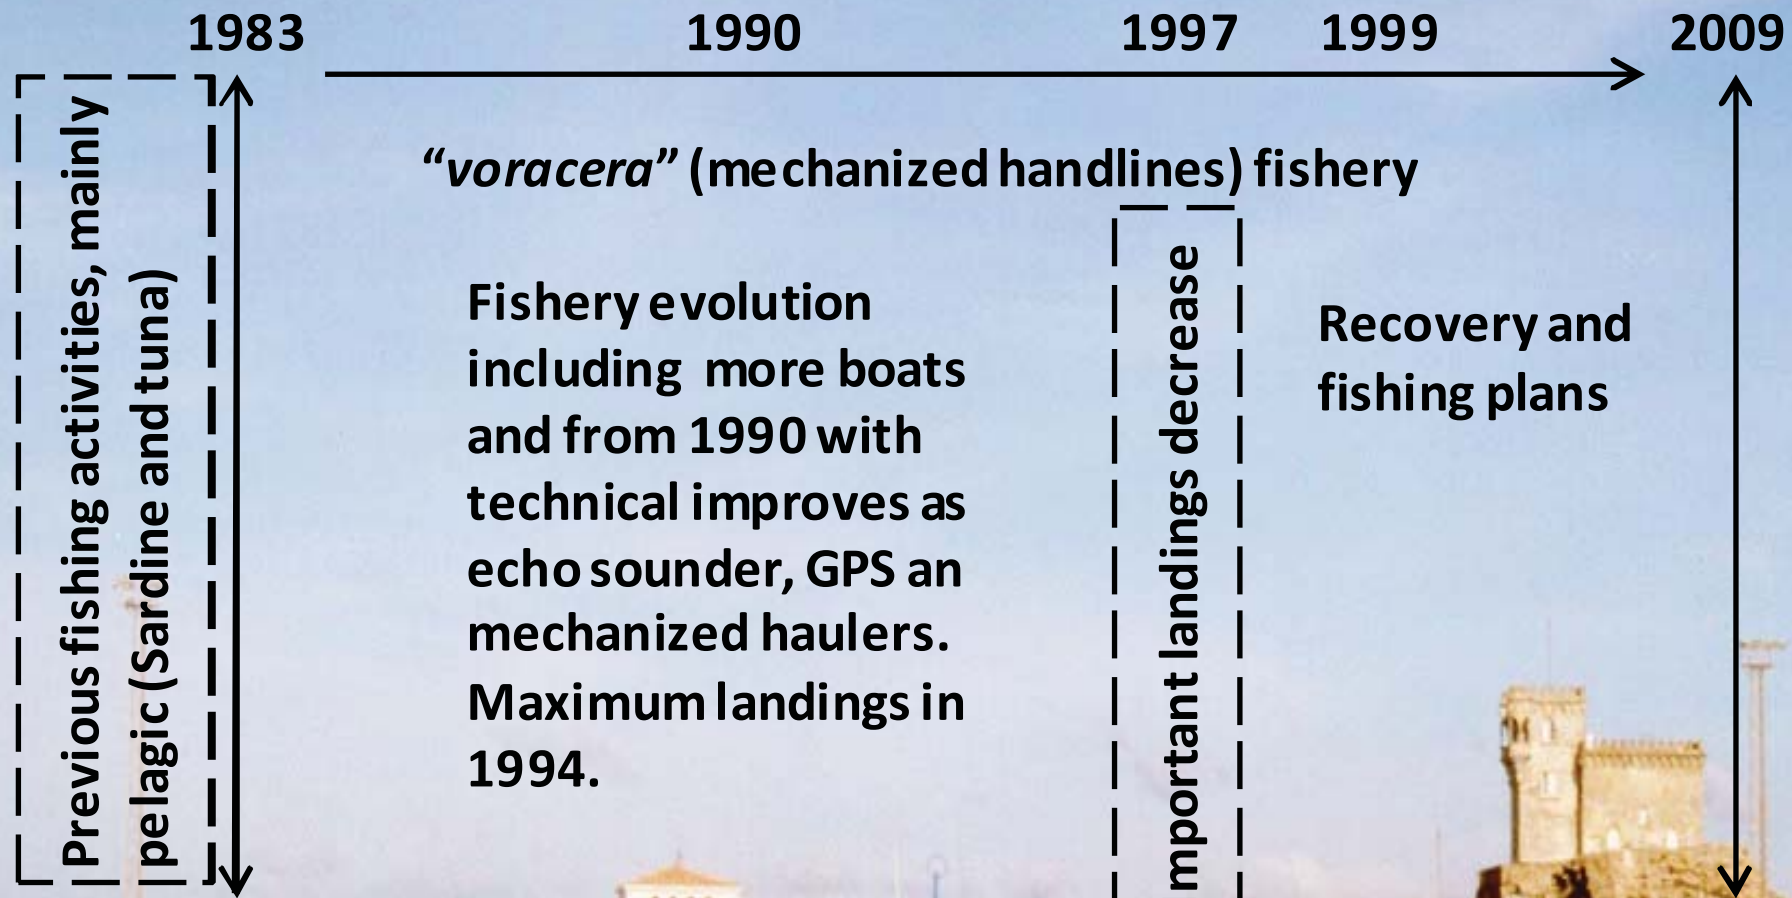 1983 1990 1997 1999 2009
Previous fishing activities, mainly
pelagic (Sardine and tuna)
“voracera” (mechanized handlines) fishery
Fishery evolution
including more boats
and from 1990 with
technical improves as
echo sounder, GPS an
mechanized haulers.
Maximum landings in
1994.
mportant landings decrease
Recovery and
fishing plans